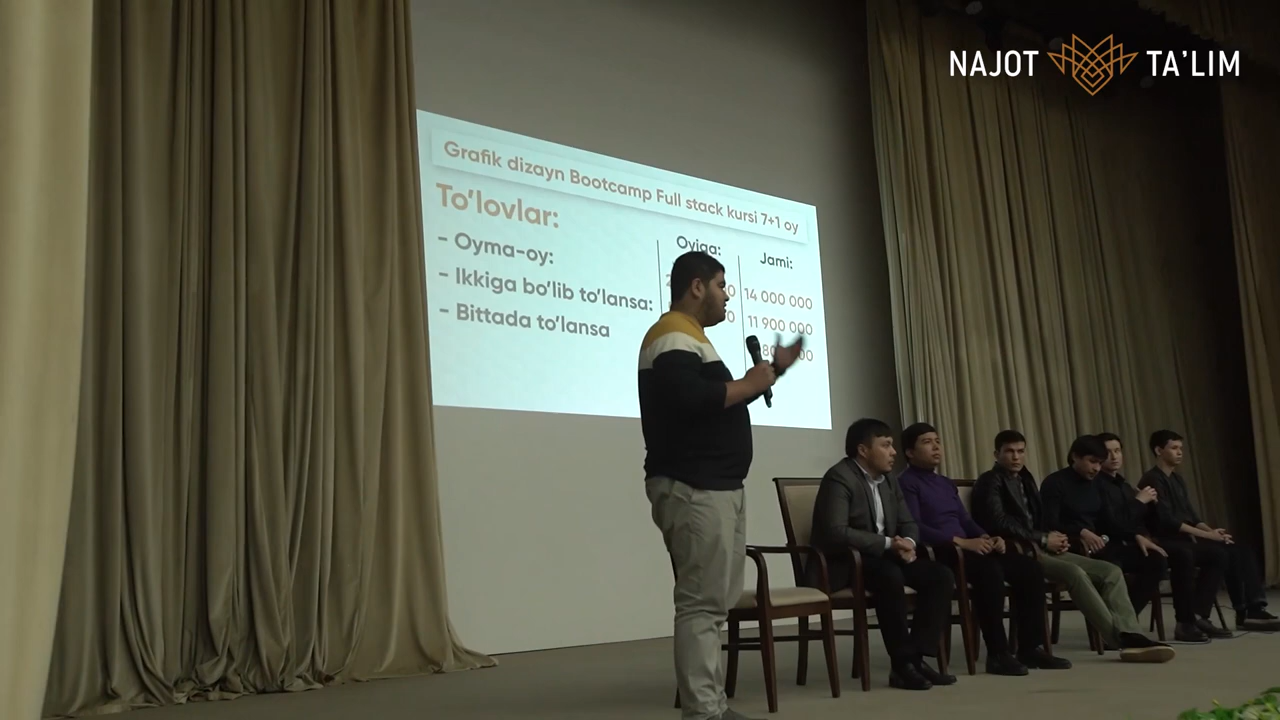 NAJOT TA'LIM
Grafik dizayn Bootcamp Full stack kursi 7+1 oy
To'lovlar:
Oyiga:
Jami:
- Oyma-oy:
14 000 000
- Ikkiga bo'lib to'lansa:
11 900 000
- Bittada to'lansa